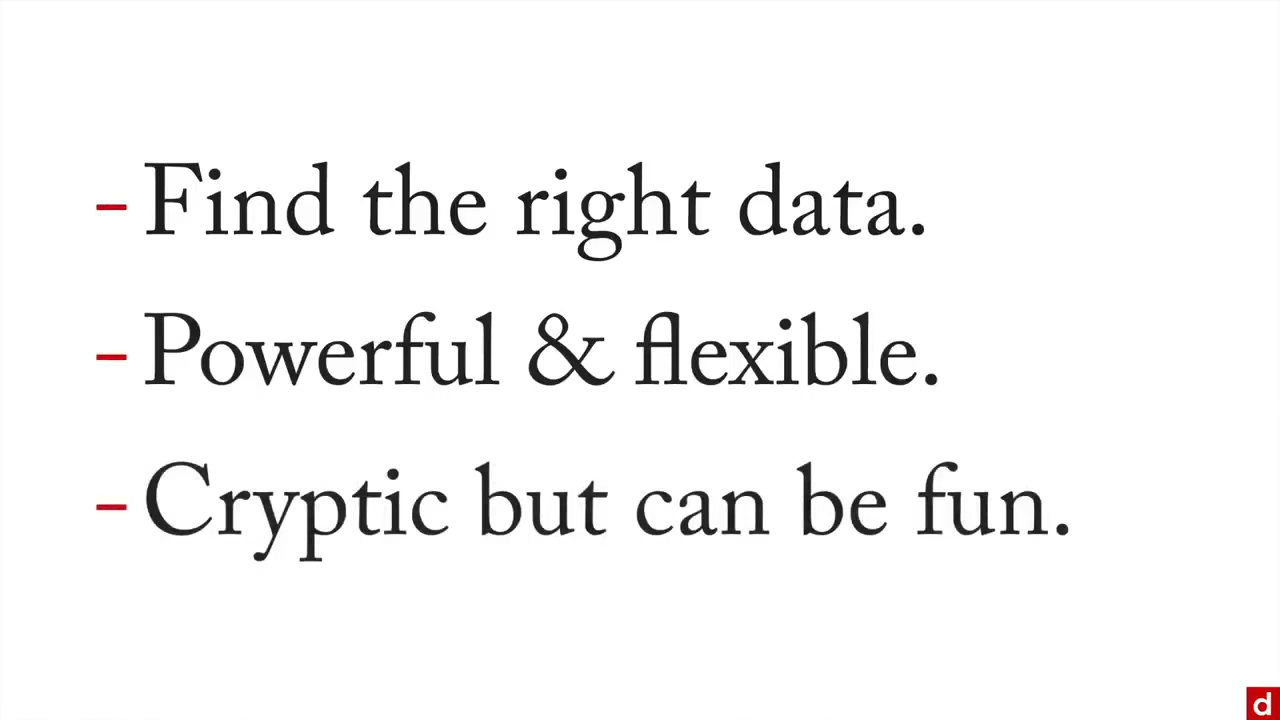 - Find the right data.
- Powerful & flexible.
- Cryptic but can be fun.
d